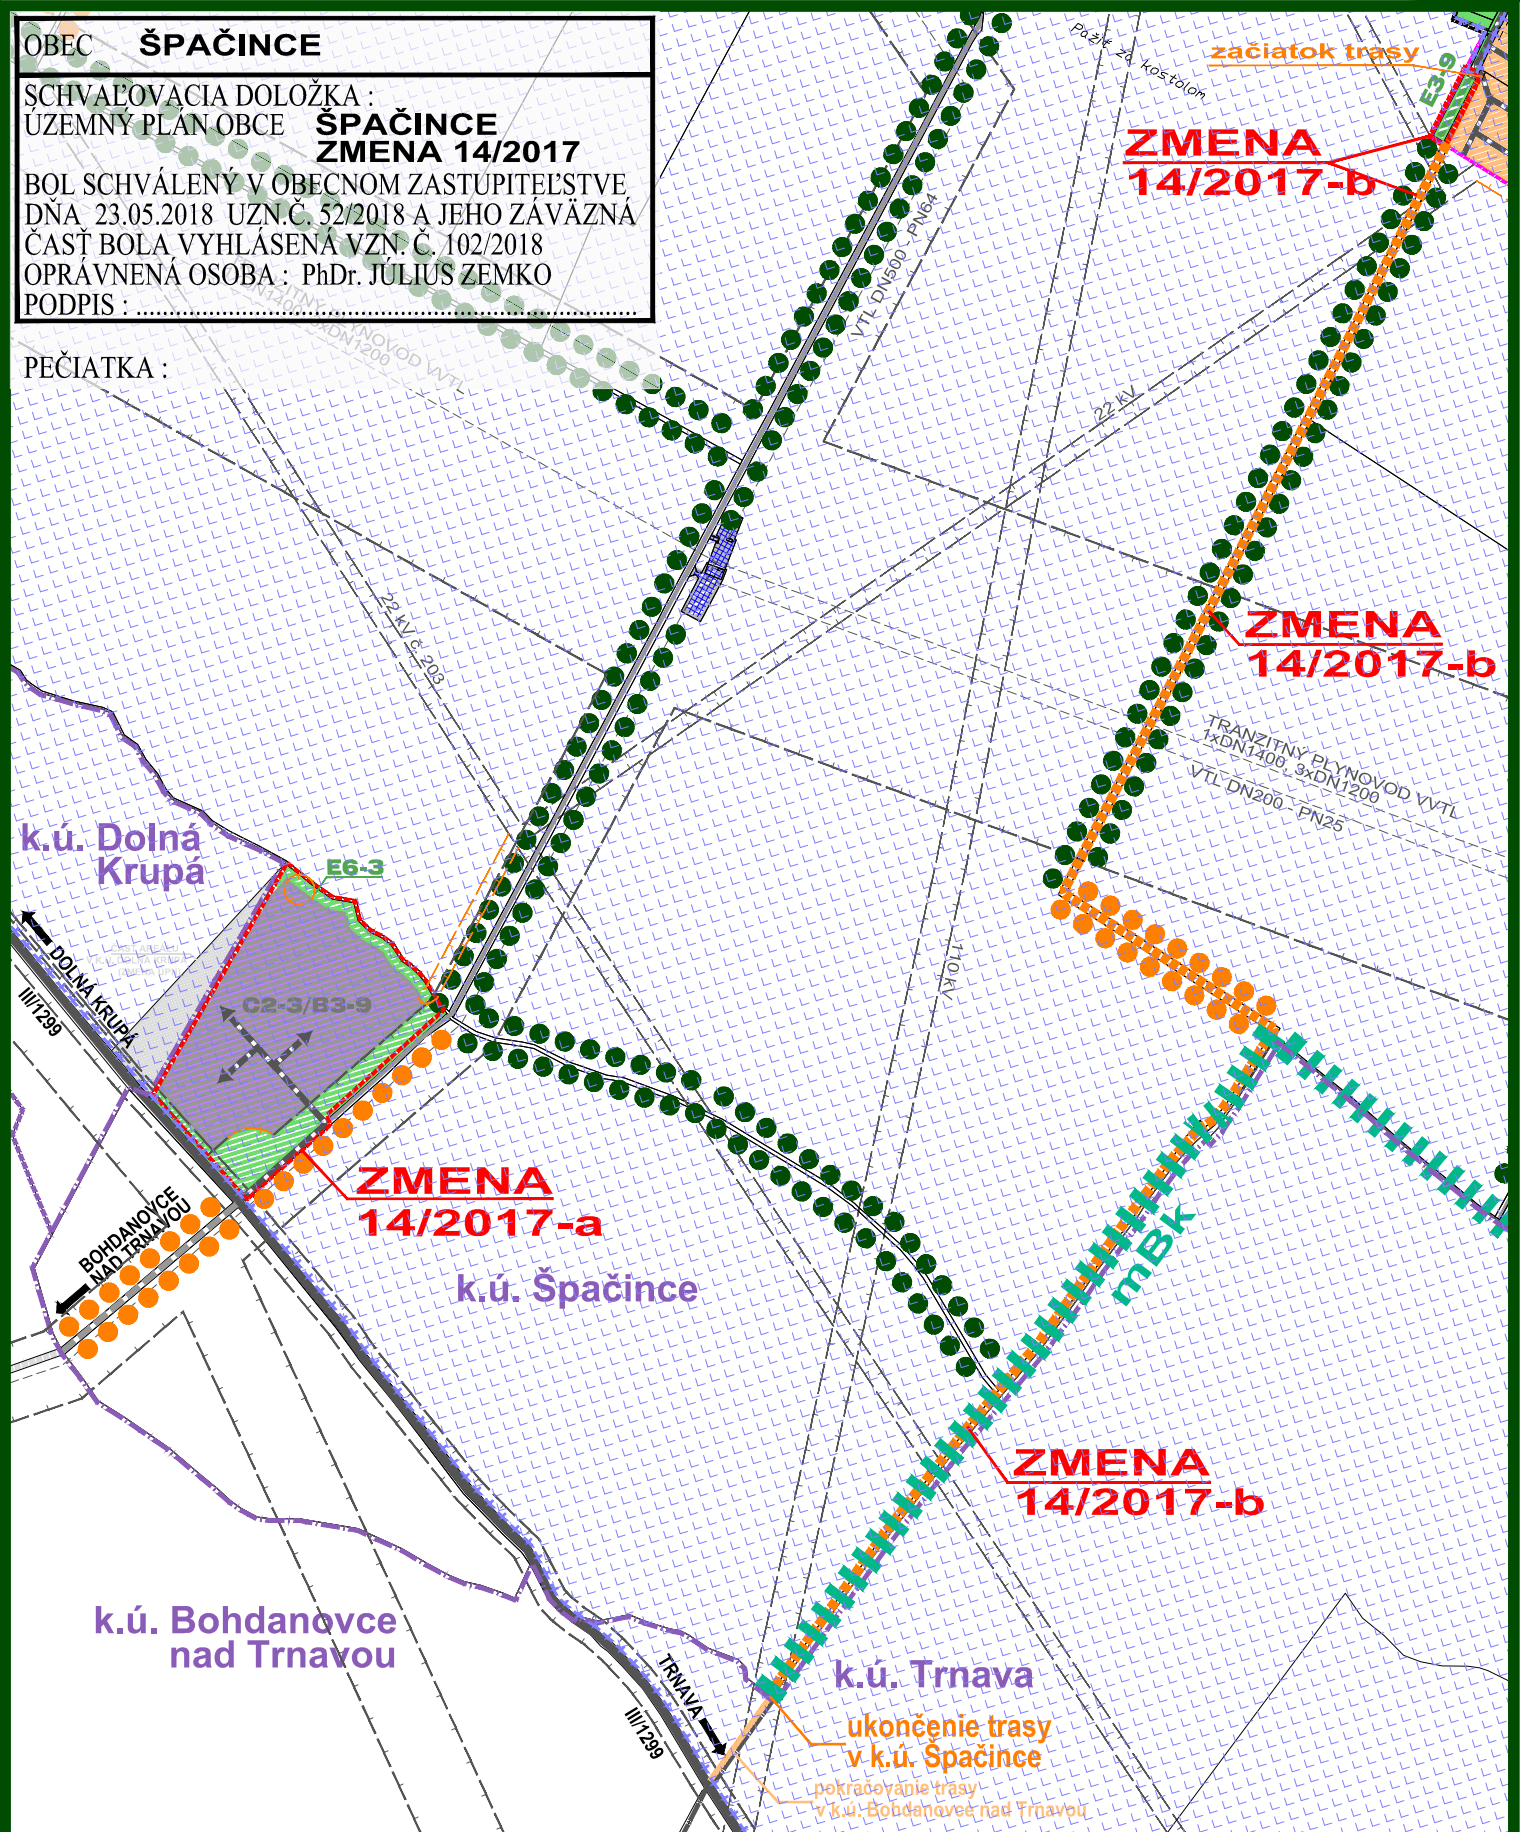 OBEC ŠPAČINCE
SCHVAĽOVACIA DOLOŽKA :
ÚZEMNÝ PLÁN OBCE ŠPAČINCE
ZMENA 14/2017
BOL SCHVÁLENÝ V OBECNOM ZASTUPITEĽSTVE
DŇA 23.05.2018 UZN.Č. 52/2018 A JEHO ZÁVÄZNÁ
ČASŤ BOLA VYHLÁSENÁ VZN. Č. 102/2018
OPRÁVNENÁ OSOBA : PhDr. JÚLIUS ZEMKO
PODPIS :
PEČIATKA :
Pažiť za kostolom
začiatok trasy
E3-9
ZMENA
14/2017-b
VTL DN500 - PN64
22 kV
22 kV č. 203
ZMENA
14/2017-b
TRANZITNÝ PLYNOVOD VVTL
1xDN1400, 3xDN1200
VTL DN200 - PN25
k.ú. Dolná
Krupá
E6-3
C2-3/B3-9
DOLNÁ KRUPÁ
III/1299
110 kV
ZMENA
14/2017-a
BOHDANOVCE
NAD TRNAVOU
k.ú. Špačince
mBk
ZMENA
14/2017-b
k.ú. Bohdanovce
nad Trnavou
k.ú. Trnava
TRNAVA
III/1299
ukončenie trasy
v k.ú. Špačince
pokračovanie trasy
v k.ú. Bohdanovce nad Trnavou